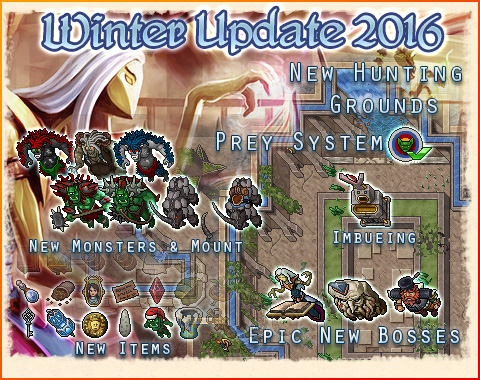 Winter Update 2016
New Hunting
Grounds
Prey System
New Monsters & Mount
Imbueing
New Items
Epic New Bosses